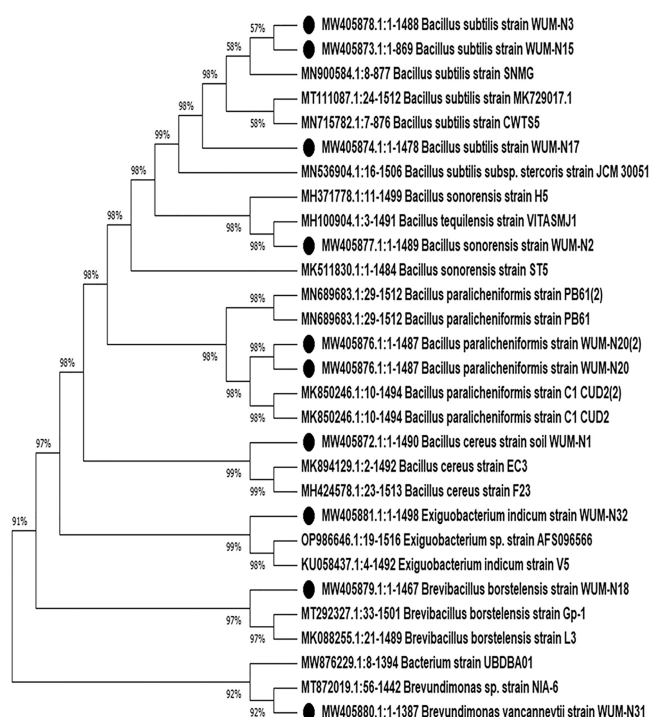 57%
MW405878.1:1-1488 Bacillus subtilis strain WUM-N3
58%
MW405873.1:1-869 Bacillus subtilis strain WUM-N15
98%
MN900584.1:8-877 Bacillus subtilis strain SNMG
MT111087.24-1512 Bacillus subtilis strain MK729017.1
98%
58%
MN715782.1:7-876 Bacillus subtilis strain CWTS5
99%
MW405874.1:1-1478 Bacillus subtilis strain WUM-N17
98%
MN536904.1:16-1506 Bacillus subtilis subsp. stercoris strain JCM 30051
MH371778.1:11-1499 Bacillus sonorensis strain H5
98%
98%
MH100904.1:3-1491 Bacillus tequilensis strain VITASMJ1
98%
MW405877.1:1-1489 Bacillus sonorensis strain WUM-N2
98%
MK511830.1:1-1484 Bacillus sonorensis strain ST5
98%
MN689683.1:29-1512 Bacillus paralicheniformis strain PB61(2)
MN689683.1:29-1512 Bacillus paralicheniformis strain PB61
98%
98%
MW405876.1:1-1487 Bacillus paralicheniformis strain WUM-N20(2)
98%
MW405876.1:1-1487 Bacillus paralicheniformis strain WUM-N20
98%
MK850246.1:10-1494 Bacillus paralicheniformis strain C1 CUD2(2)
98%
MK850246.1:10-1494 Bacillus paralicheniformis strain C1 CUD2
97%
MW405872.1:1-1490 Bacillus cereus strain soil WUM-N1
99%
MK894129.1:2-1492 Bacillus cereus strain EC3
99%
MH424578.1:23-1513 Bacillus cereus strain F23
91%
MW405881.1:1-1498 Exiguobacterium indicum strain WUM-N32
99%
OP986646.1:19-1516 Exiguobacterium sp. strain AFS096566
98%
KU058437.1:4-1492 Exiguobacterium indicum strain V5
MW405879.1:1-1467 Brevibacillus borstelensis strain WUM-N18
97%
MT292327.1:33-1501 Brevibacillus borstelensis strain Gp-1
97%
MK088255.1:21-1489 Brevibacillus borstelensis strain L3
MW876229.1:8-1394 Bacterium strain UBDBA01
92%
MT872019.1:56-1442 Brevundimonas sp. strain NIA-6
92%
MW405880.1:1-1387 Brevundimonas vancanneytii strain WUM-N31